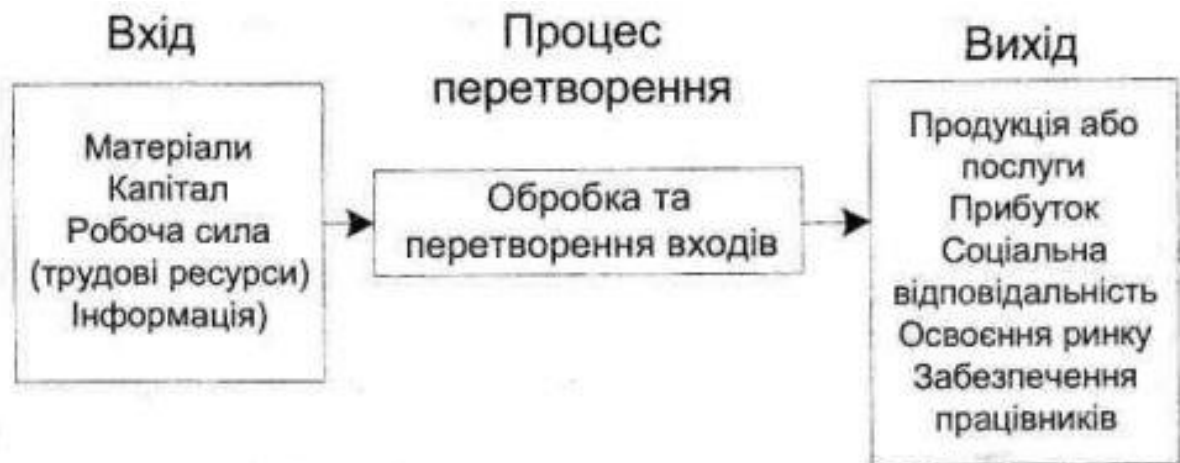 Вхід
Матеріали
Капітал
Робоча сила
(трудові ресурси)
Інформація)
Процес
перетворення
Обробка та
перетворення входів
Вихід
Продукція або
послуги
Прибуток
Соціальна
відповідальність
Освоєння ринку
Забезпечення
працівників